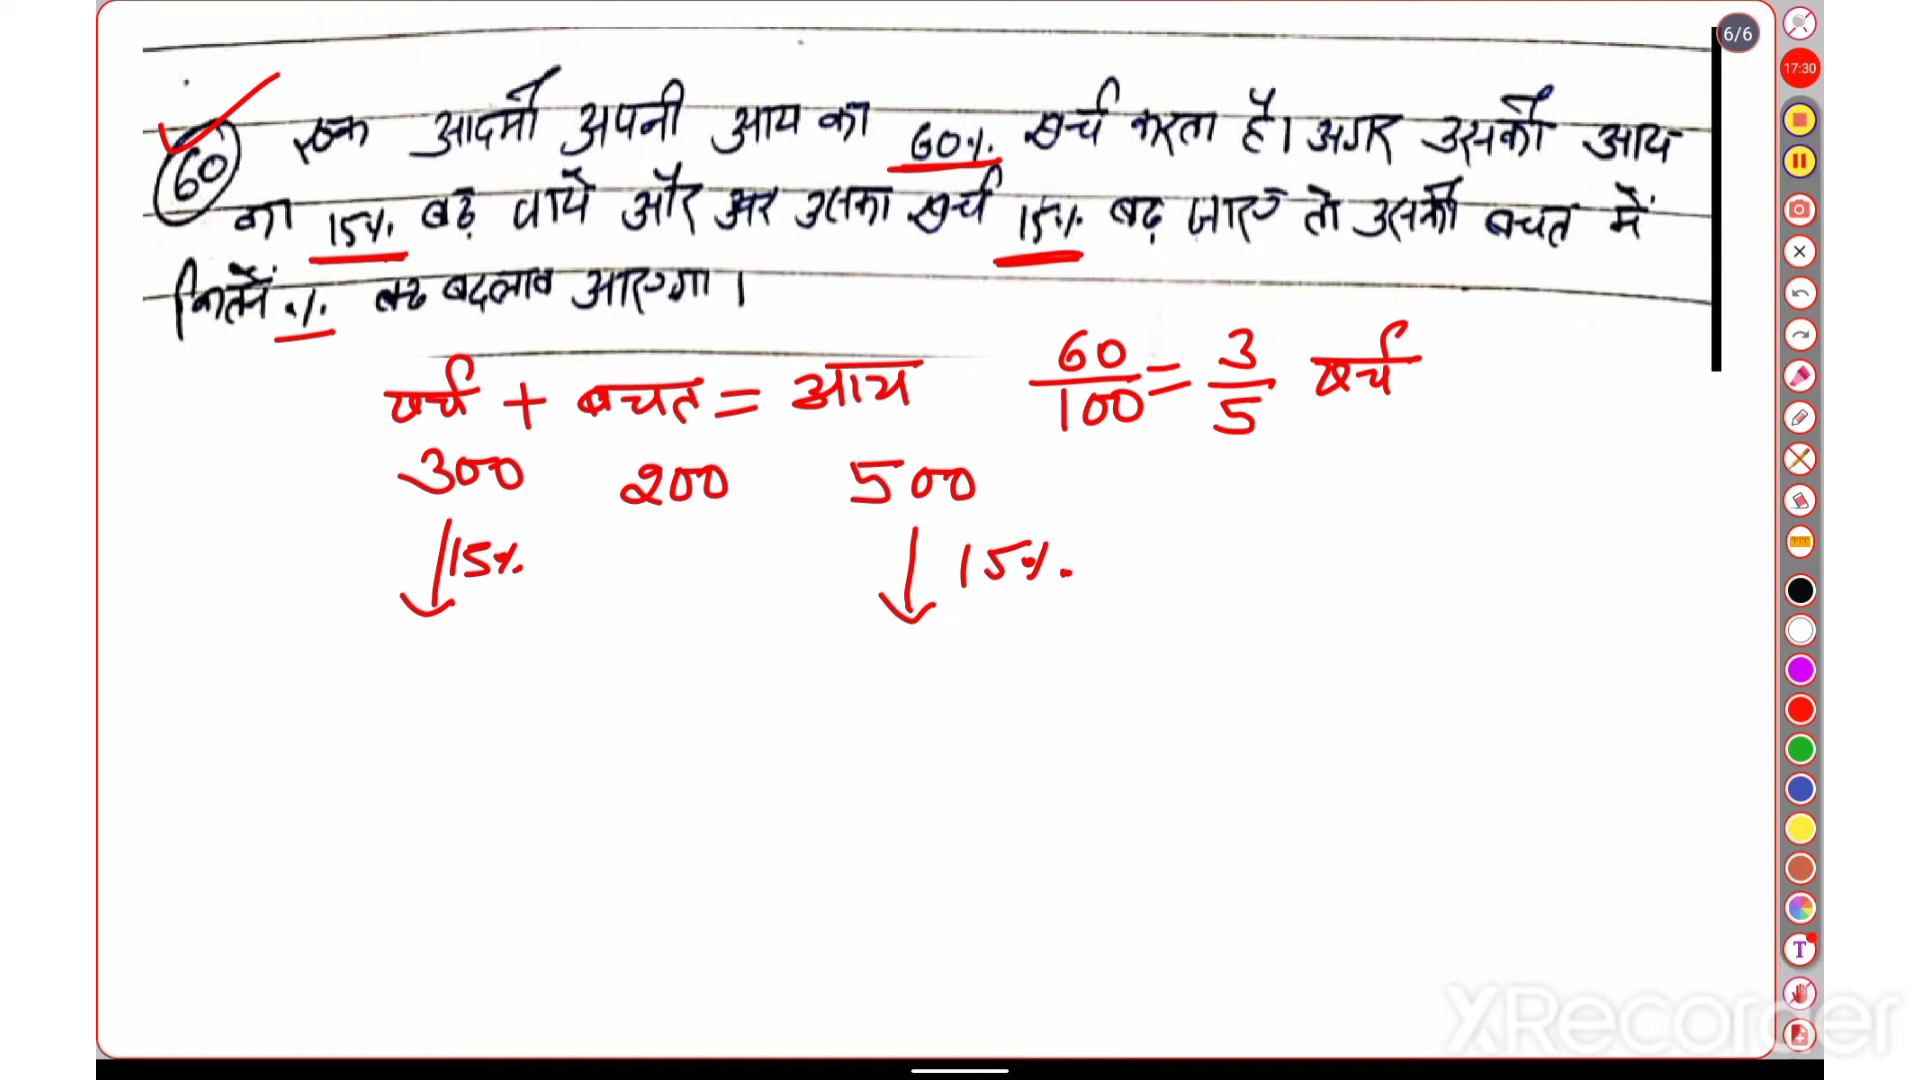 6/6
17:30
60 एक आदमी अपनी आय का 60% खर्च करता है। अगर उसकी आय
का 15% बढ़ जाये और अगर उसका खर्च 15% बढ़ जाए तो उसकी बचत में
कितने % बदलाव आएगा।
खर्च + बचत = आय 60/100 = 3/5 खर्च
300 200 500
15% 15%
T
XRecorder